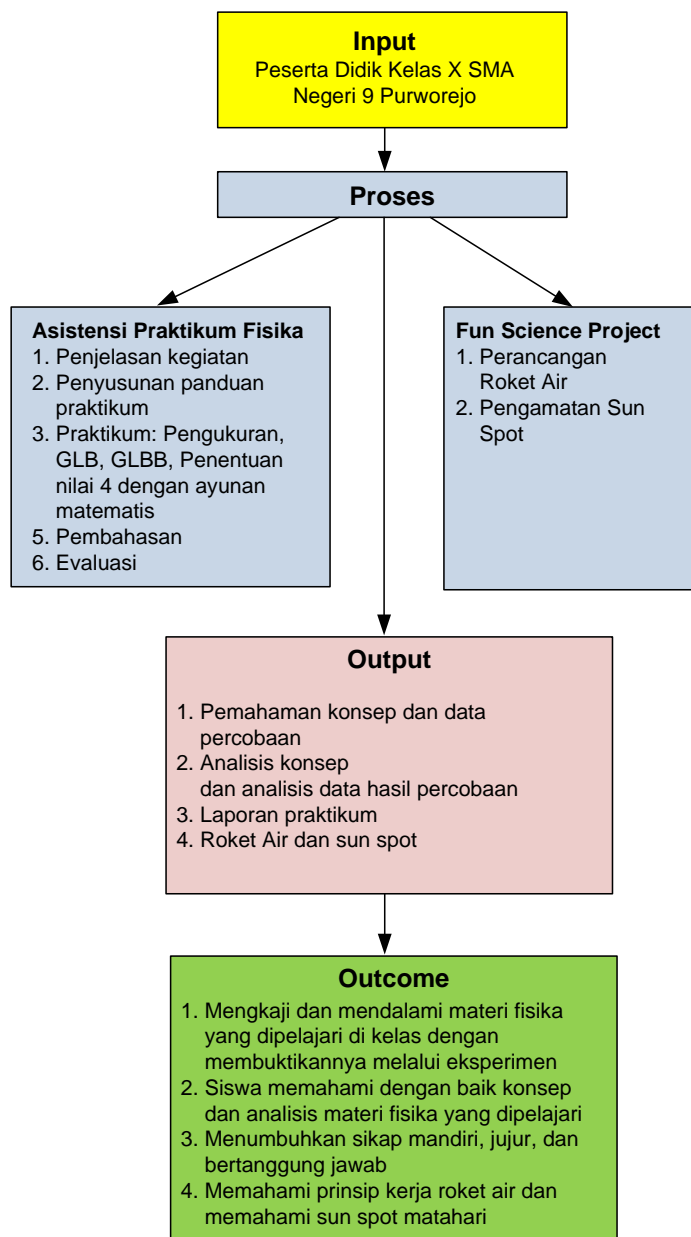 Input
Peserta Didik Kelas X SMA
Negeri 9 Purworejo
Proses
Asistensi Praktikum Fisika
1. Penjelasan kegiatan
2. Penyusunan panduan
praktikum
3. Praktikum: Pengukuran,
GLB, GLBB, Penentuan
nilai 4 dengan ayunan
matematis
5. Pembahasan
6. Evaluasi
Fun Science Project
1. Perancangan
Roket Air
2. Pengamatan Sun
Spot
Output
1. Pemahaman konsep dan data
percobaan
2. Analisis konsep
dan analisis data hasil percobaan
3. Laporan praktikum
4. Roket Air dan sun spot
Outcome
1. Mengkaji dan mendalami materi fisika
yang dipelajari di kelas dengan
membuktikannya melalui eksperimen
2. Siswa memahami dengan baik konsep
dan analisis materi fisika yang dipelajari
3. Menumbuhkan sikap mandiri, jujur, dan
bertanggung jawab
4. Memahami prinsip kerja roket air dan
memahami sun spot matahari